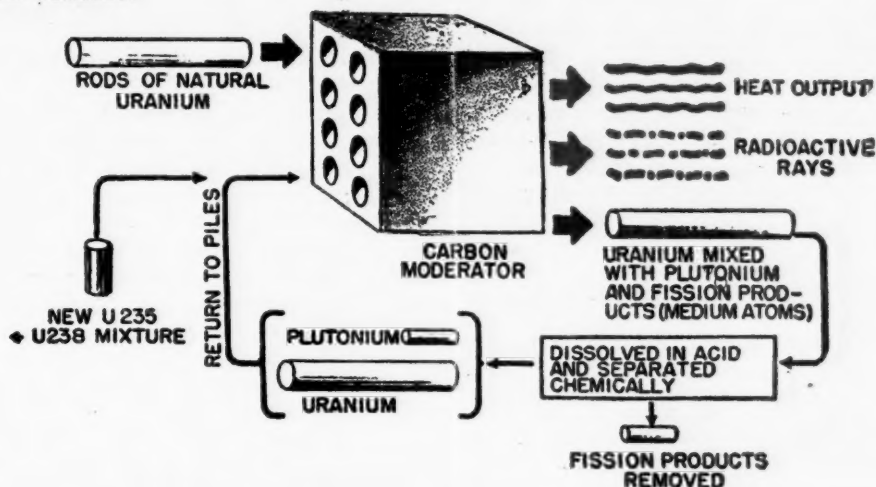 RODS OF NATURAL
URANIUM
HEAT OUTPUT
RADIOACTIVE
RAYS
CARBON
MODERATOR
URANIUM MIXED
WITH PLUTONIUM
AND FISSION PROD-
UCTS (MEDIUM ATOMS)
RETURN TO PILES
NEW U235
+ U238 MIXTURE
PLUTONIUM
URANIUM
DISSOLVED IN ACID
AND SEPARATED
CHEMICALLY
FISSION PRODUCTS
REMOVED